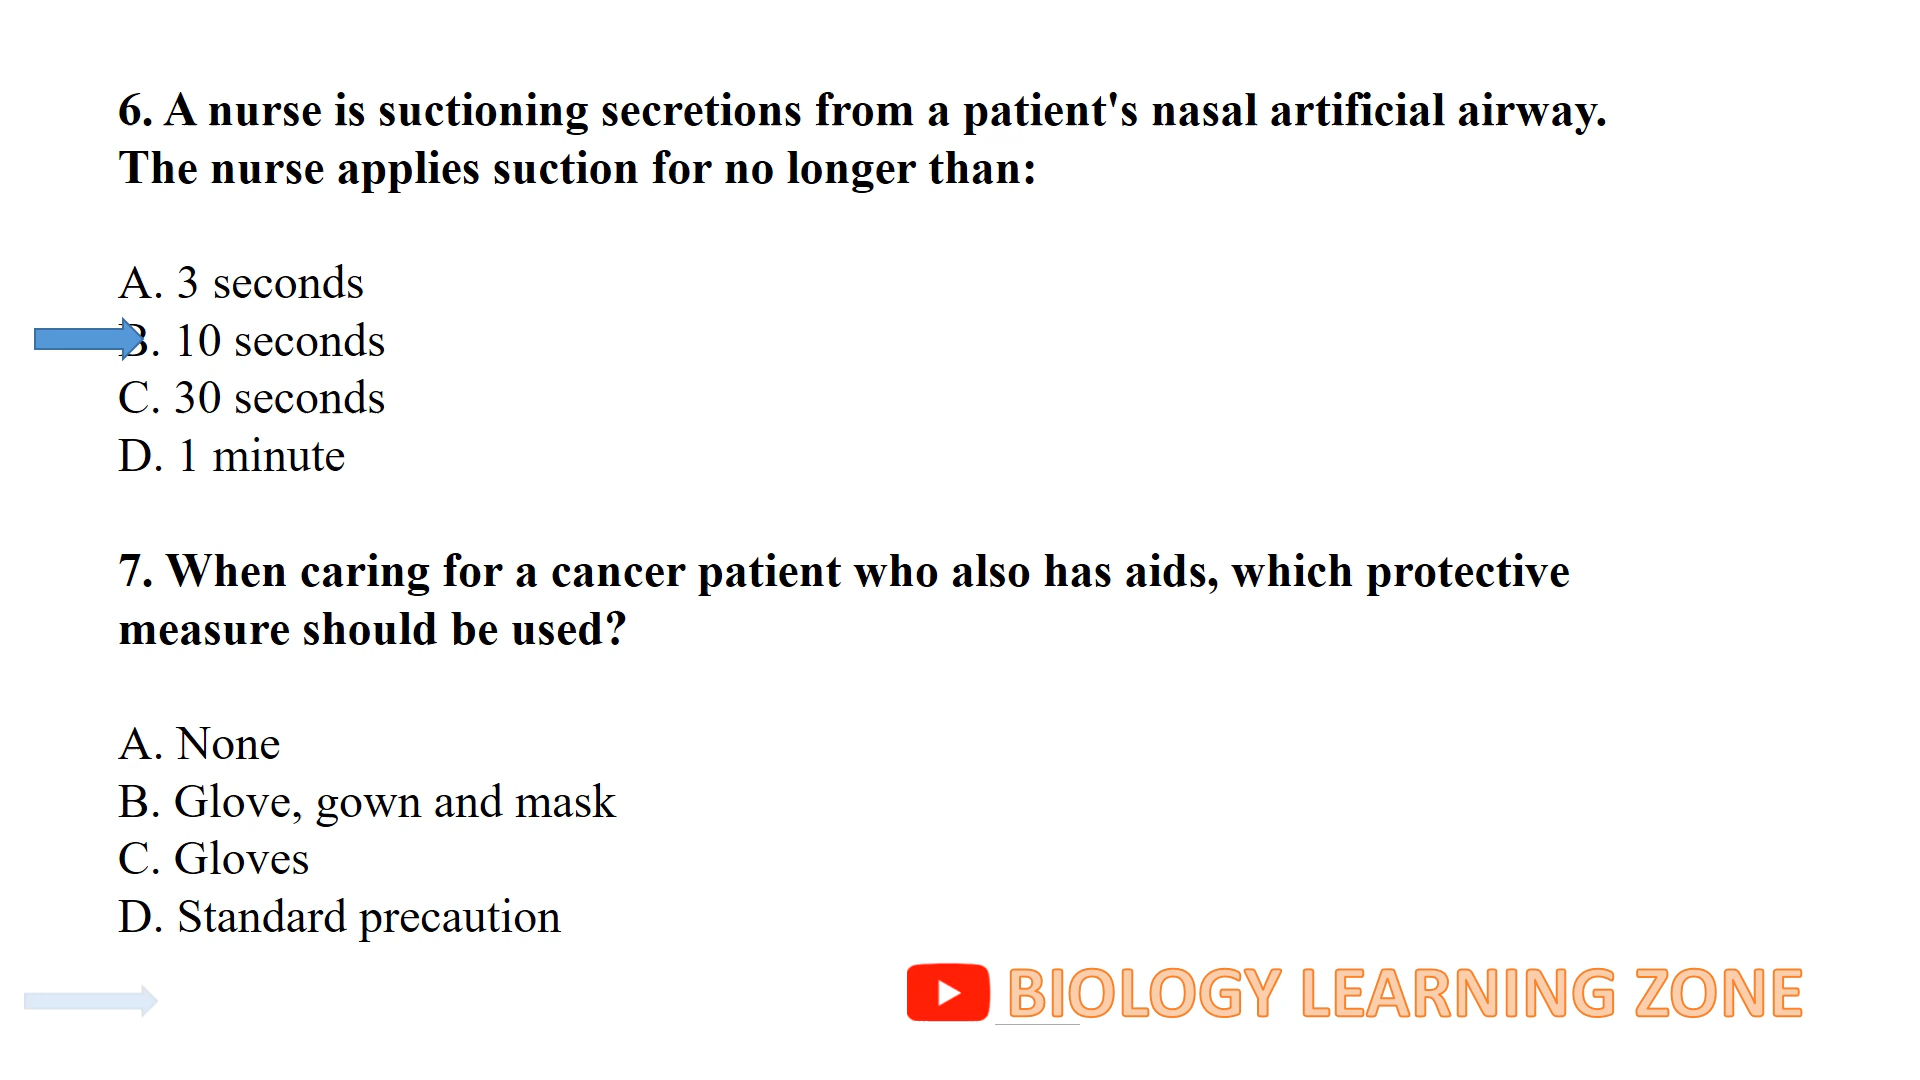 6. A nurse is suctioning secretions from a patient's nasal artificial airway.
The nurse applies suction for no longer than:
A. 3 seconds
B. 10 seconds
C. 30 seconds
D. 1 minute
7. When caring for a cancer patient who also has aids, which protective
measure should be used?
A. None
B. Glove, gown and mask
C. Gloves
D. Standard precaution
BIOLOGY LEARNING ZONE